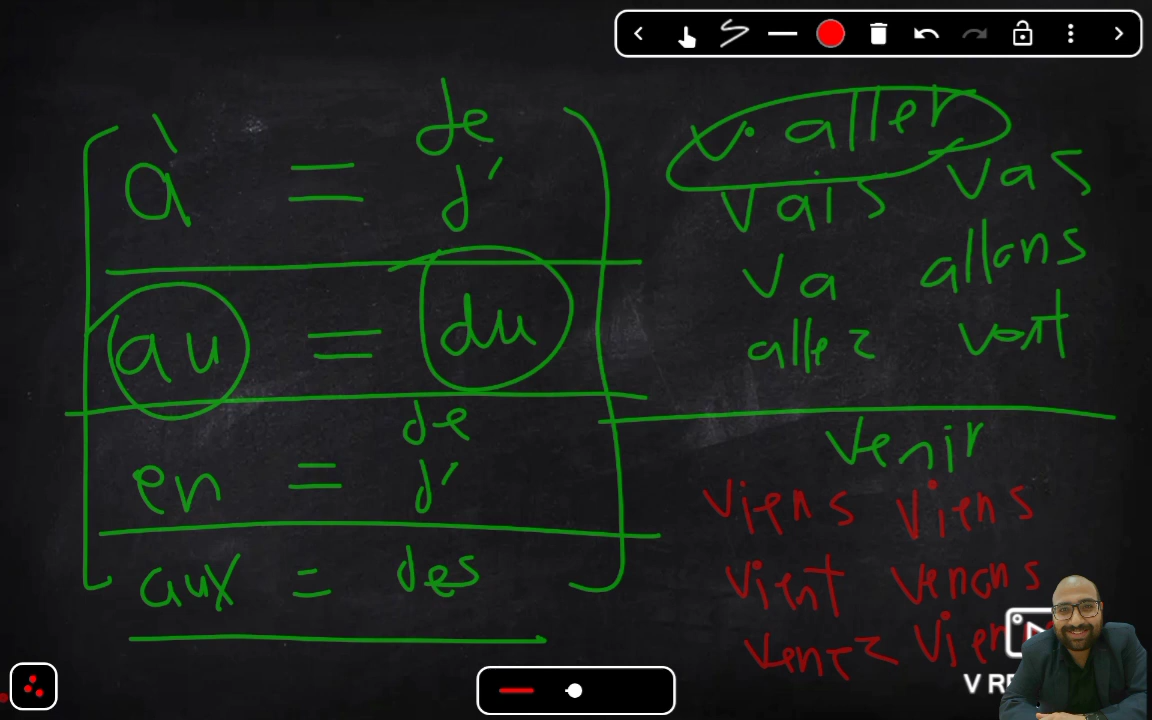 de
à = d'
au = du
de
en = d'
aux = des
V. aller
vais vas
va allons
allez vont
venir
viens viens
vient venons
venez
V RE